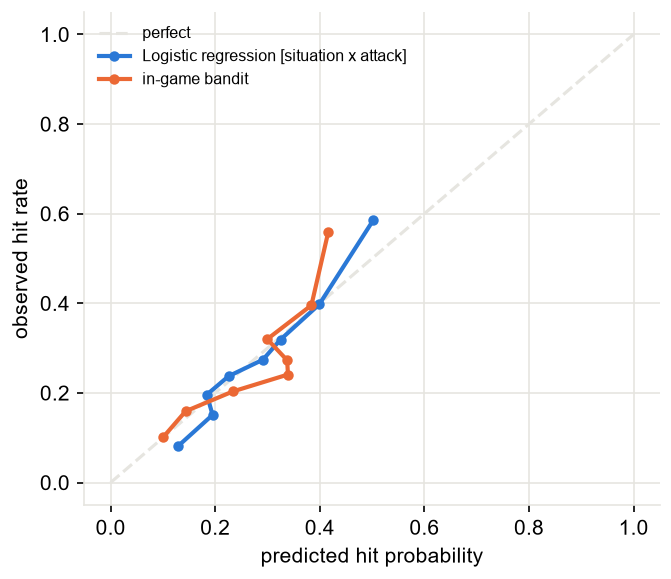 perfect
Logistic regression [situation x attack]
in-game bandit
observed hit rate
1.0
0.8
0.6
0.4
0.2
0.0
0.0 0.2 0.4 0.6 0.8 1.0
predicted hit probability